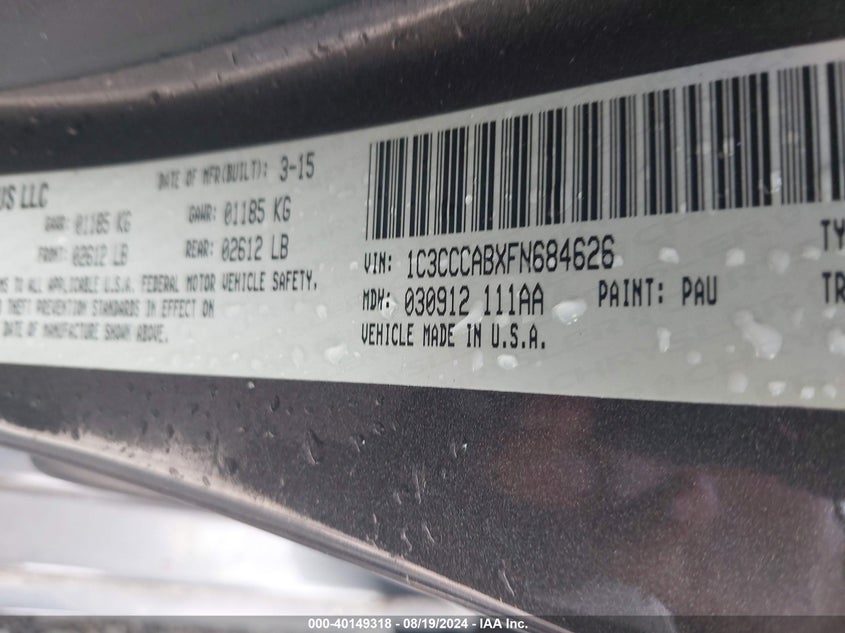 US LLC
DATE OF MFR(BUILT): 3-15
GAWR: 01185 KG GAWR: 01185 KG
FRONT: 02612 LB REAR: 02612 LB
MS TO ALL APPLICABLE U.S.A. FEDERAL MOTOR VEHICLE SAFETY,
THEFT PREVENTION STANDARDS IN EFFECT ON
DATE OF MANUFACTURE SHOWN ABOVE.
VIN: 1C3CCCABXFN684626 TY
MDH: 030912 111AA PAINT: PAU TR
VEHICLE MADE IN U.S.A.
000-40149318 - 08/19/2024 - IAA Inc.